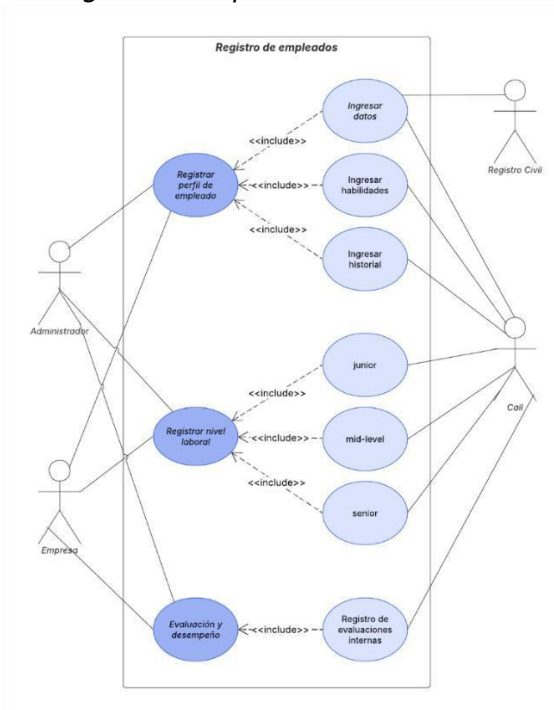 Registro de empleados
Ingresar
datos
<<include>>
Registro Civil
Registrar
perfil de
empleado
<<include>>
Ingresar
habilidades
<<include>>
Ingresar
historial
Administrador
junior
Cail
<<include>>
Registrar nivel
laboral
<<include>>
mid-level
<<include>>
senior
Empresa
Evaluación y
desempeño
<<include>>
Registro de
evaluaciones
internas